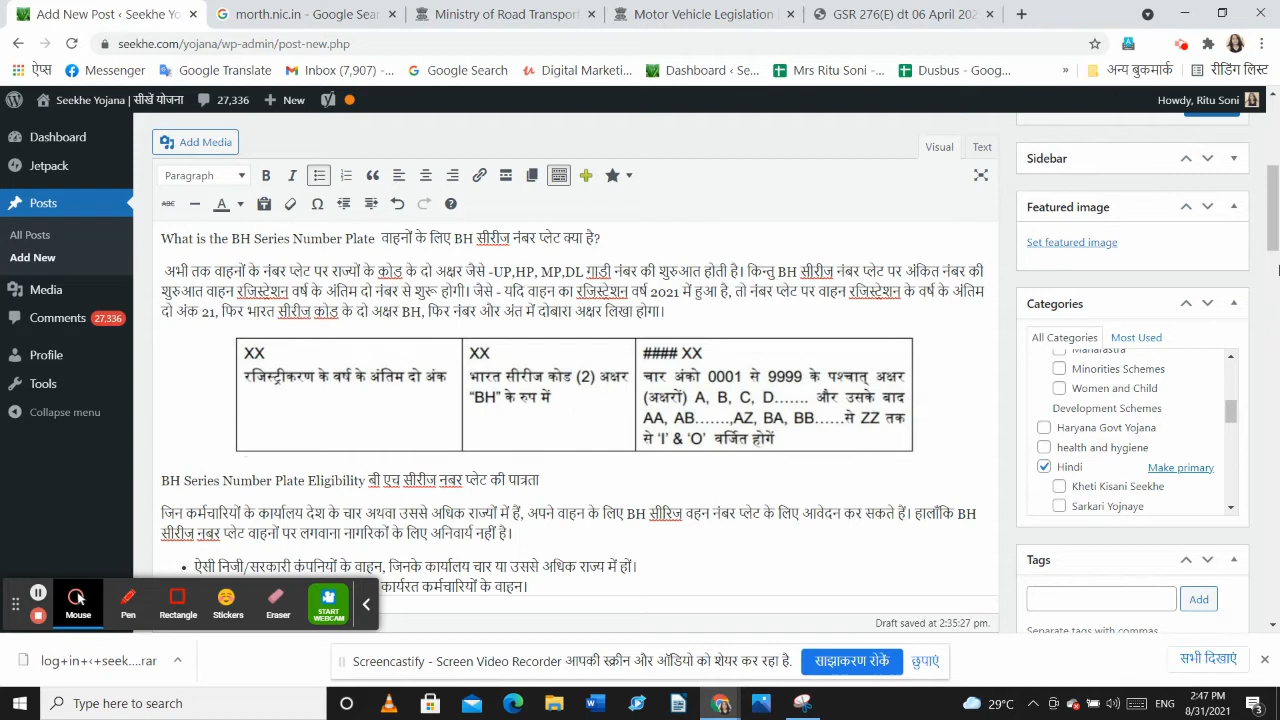 Add New Post ‹ Seekhe Yo
morth.nic.in - Google Sear
Ministry of Road Transport
Motor Vehicle Legislation |
GSR 276(E) dt 06 April 202
seekhe.com/yojana/wp-admin/post-new.php
ऐप्स
Messenger
Google Translate
Inbox (7,907) -...
Google Search
Digital Marketi...
Dashboard ‹ Se...
Mrs Ritu Soni -...
Dusbus - Goog...
»
अन्य बुकमार्क
रीडिंग लिस्ट
Seekhe Yojana | सीखें योजना
27,336
New
Howdy, Ritu Soni
Dashboard
Jetpack
Posts
All Posts
Add New
Media
Comments 27,336
Profile
Tools
Collapse menu
Add Media
Visual
Text
Paragraph
What is the BH Series Number Plate वाहनों के लिए BH सीरीज नंबर प्लेट क्या है?
अभी तक वाहनों के नंबर प्लेट पर राज्यों के कोड के दो अक्षर जैसे -UP,HP, MP,DL गाड़ी नंबर की शुरुआत होती है। किन्तु BH सीरीज नंबर प्लेट पर अंकित नंबर की
शुरुआत वाहन रजिस्ट्रेशन वर्ष के अंतिम दो नंबर से शुरू होगी। जैसे - यदि वाहन का रजिस्ट्रेशन वर्ष 2021 में हुआ है, तो नंबर प्लेट पर वाहन रजिस्ट्रेशन के वर्ष के अंतिम
दो अंक 21, फिर भारत सीरीज कोड के दो अक्षर BH, फिर नंबर और अंत में दोबारा अक्षर लिखा होगा।
XX
रजिस्ट्रीकरण के वर्ष के अंतिम दो अंक
XX
भारत सीरीज कोड (2) अक्षर
“BH” के रुप में
#### XX
चार अंको 0001 से 9999 के पश्चात् अक्षर
(अक्षरों) A, B, C, D....... और उसके बाद
AA, AB.......,AZ, BA, BB......से ZZ तक
से ‘I’ & ‘O’ वर्जित होगें
BH Series Number Plate Eligibility बी एच सीरीज नबर प्लेट की पात्रता
जिन कर्मचारियों के कार्यालय देश के चार अथवा उससे अधिक राज्यों में हैं, अपने वाहन के लिए BH सीरिज वहन नंबर प्लेट के लिए आवेदन कर सकते हैं। हालाँकि BH
सीरीज नबर प्लेट वाहनों पर लगवाना नागरिकों के लिए अनिवार्य नहीं है।
• ऐसी निजी/सरकारी कंपनियों के वाहन, जिनके कार्यालय चार या उससे अधिक राज्य में हों।
कार्यरत कर्मचारियों के वाहन।
Draft saved at 2:35:27 pm.
Sidebar
Featured image
Set featured image
Categories
All Categories
Most Used
Maharastra
Minorities Schemes
Women and Child
Development Schemes
Haryana Govt Yojana
health and hygiene
Hindi
Make primary
Kheti Kisani Seekhe
Sarkari Yojnaye
Tags
Add
Separate tags with commas
Mouse
Pen
Rectangle
Stickers
Eraser
START
WEBCAM
log+in+‹+seek....rar
Screencastify - Screen Video Recorder आपकी स्क्रीन और ऑडियो को शेयर कर रहा है.
साझाकरण रोकें
छुपाएं
सभी दिखाएं
Type here to search
29°C
ENG
2:47 PM
8/31/2021
3